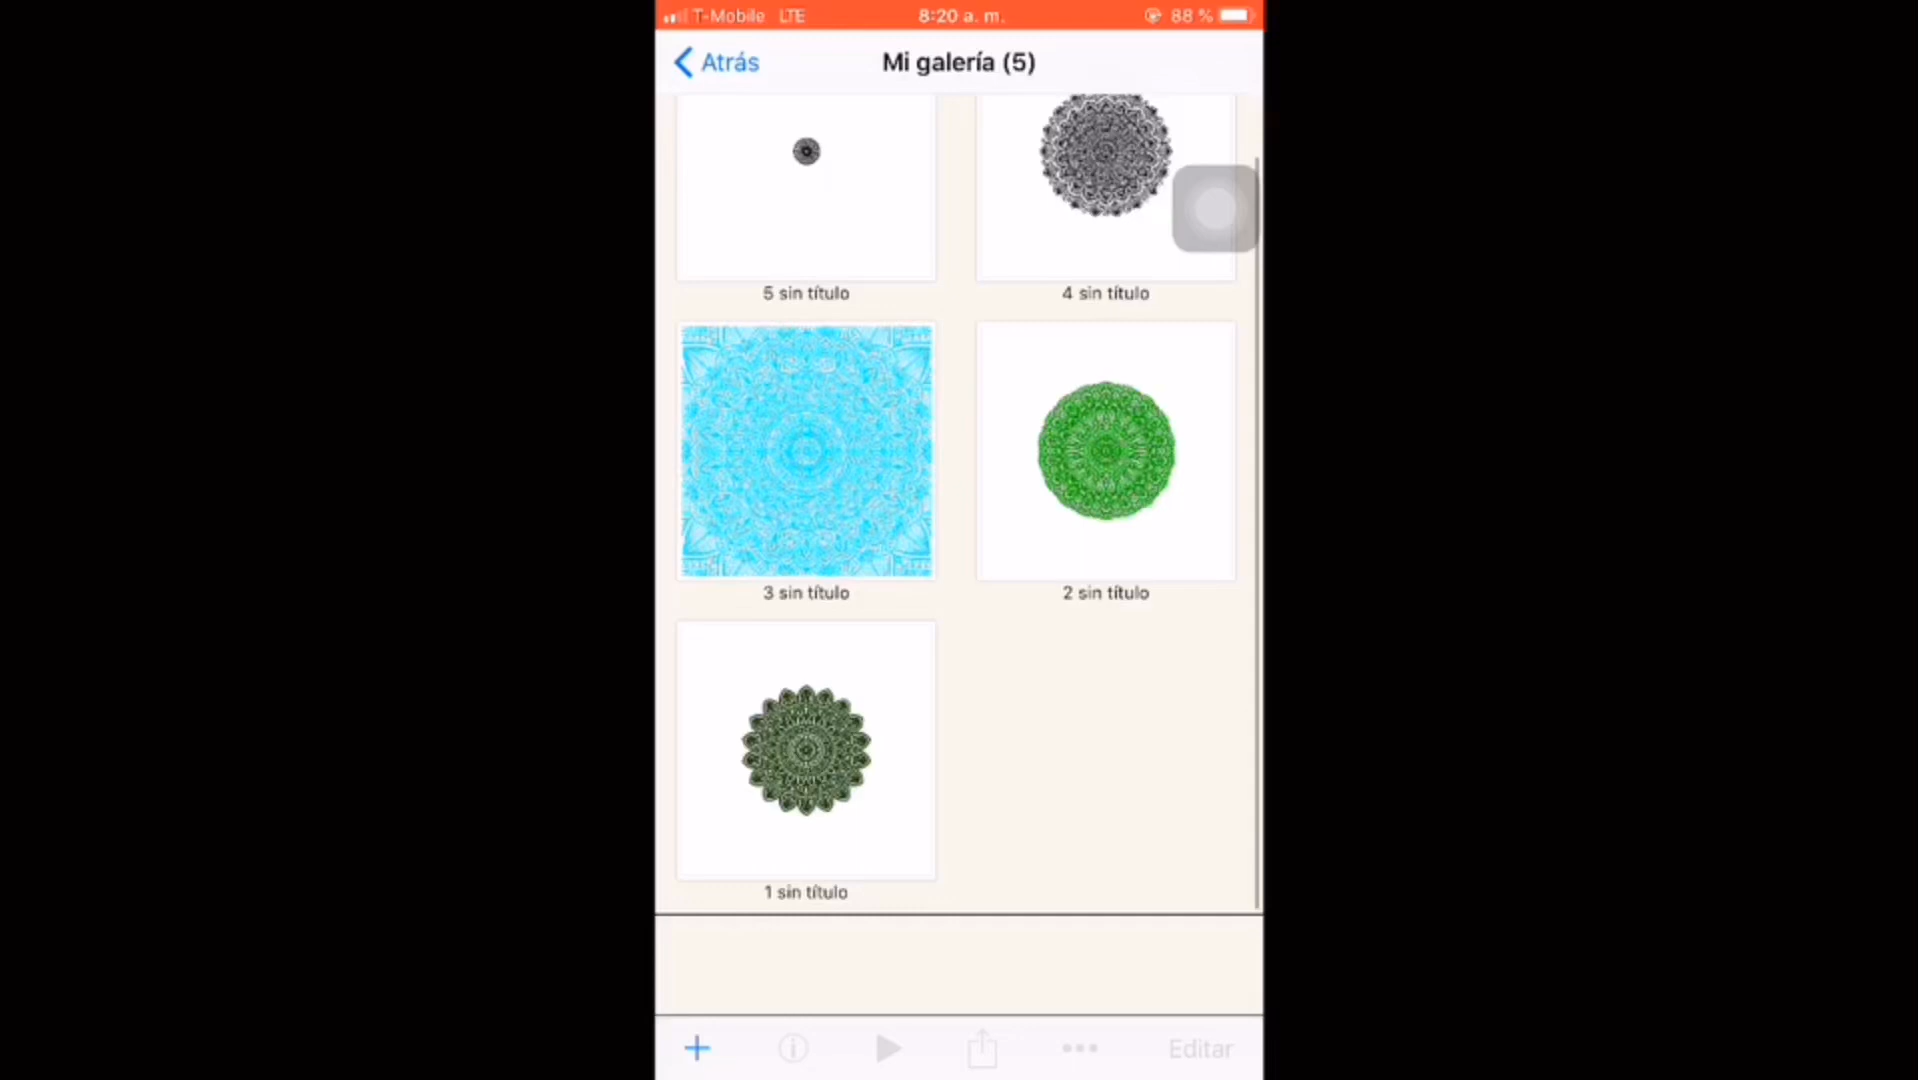 T-Mobile LTE 8:20 a. m. 88 %
Atrás Mi galería (5)
5 sin título 4 sin título
3 sin título 2 sin título
1 sin título
Editar